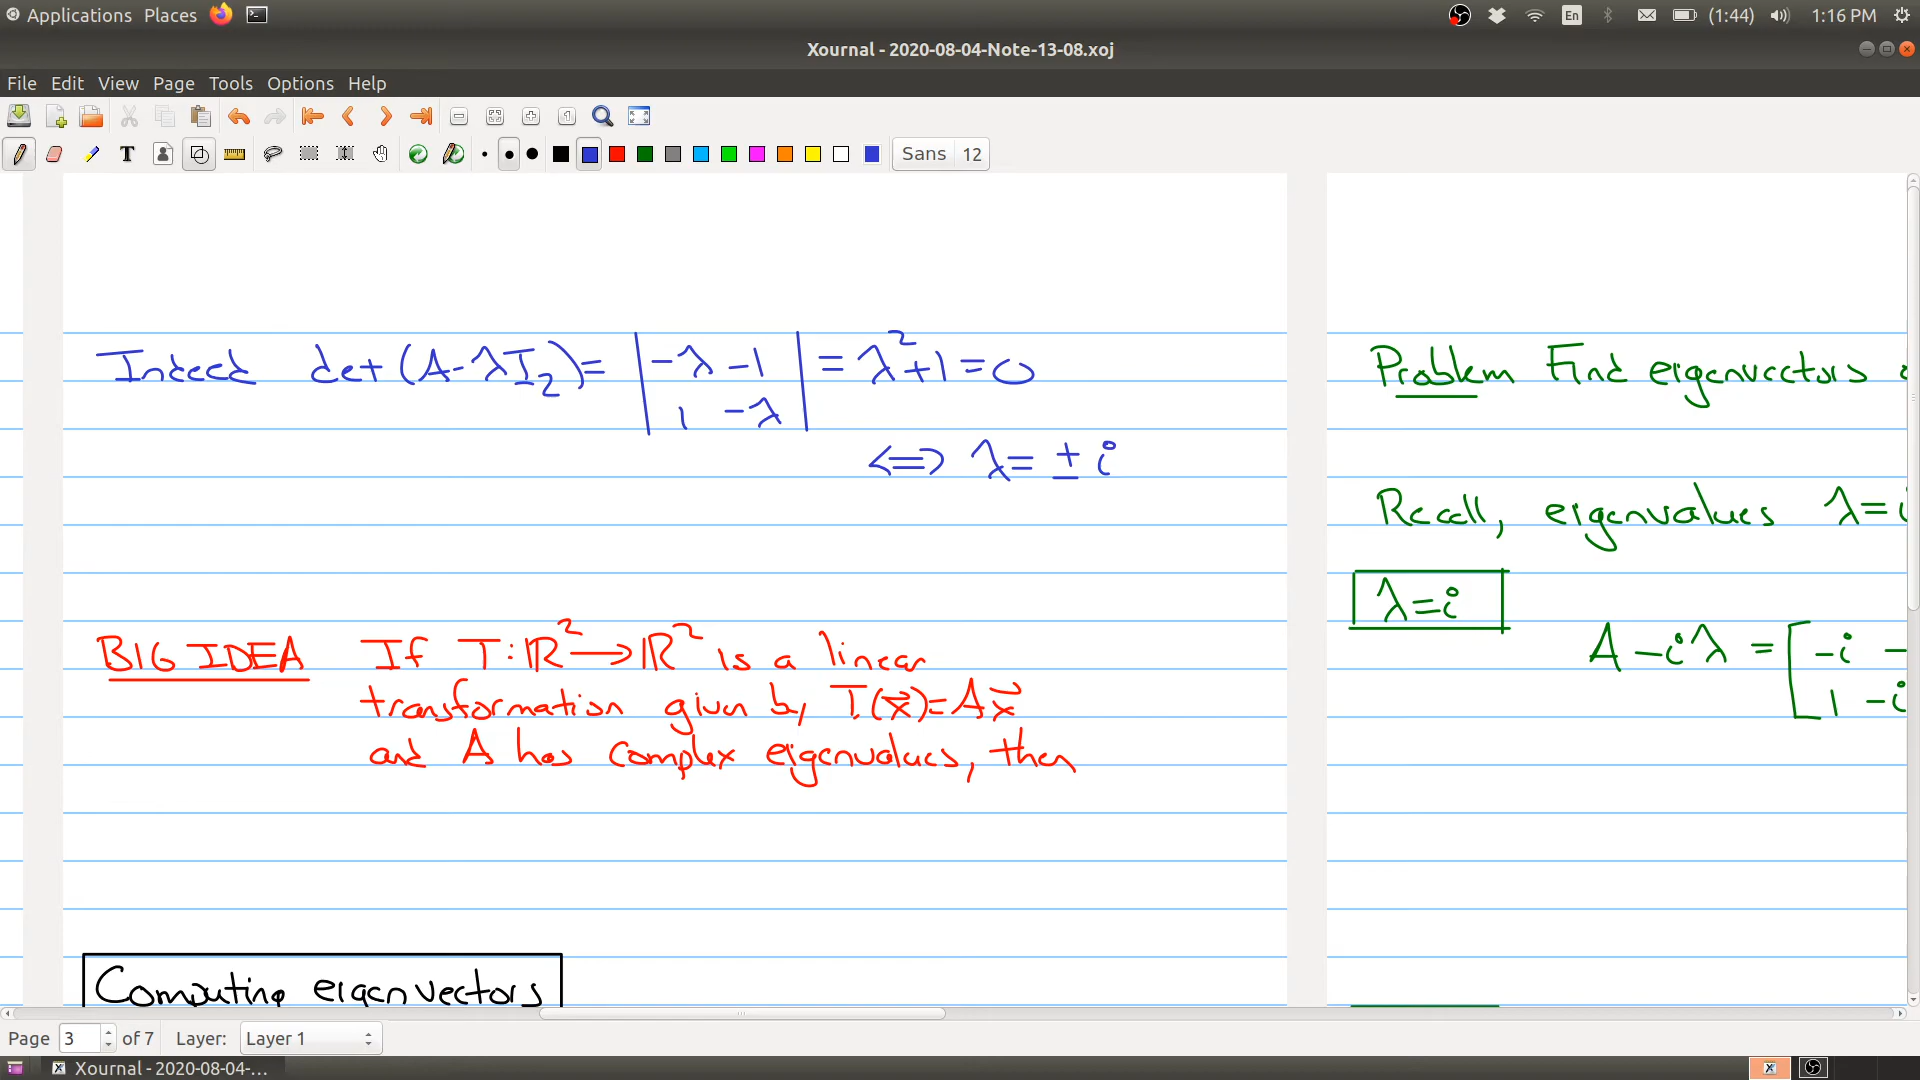 Applications Places En (1:44) 1:16 PM
Xournal - 2020-08-04-Note-13-08.xoj
File Edit View Page Tools Options Help
T Sans 12
Indeed det (A-λI₂)= | -λ -1 | = λ²+1=0
1 -λ
⟺ λ= ± i
BIG IDEA If T:ℝ²→ℝ² is a linear
transformation given by T(x⃗)=Ax⃗
and A has complex eigenvalues, then
Computing eigenvectors
Problem Find eigenvectors
Recall, eigenvalues λ=i
λ=i
A-iλ = [ -i -
1 -i
Page 3 of 7 Layer: Layer 1
Xournal - 2020-08-04-...